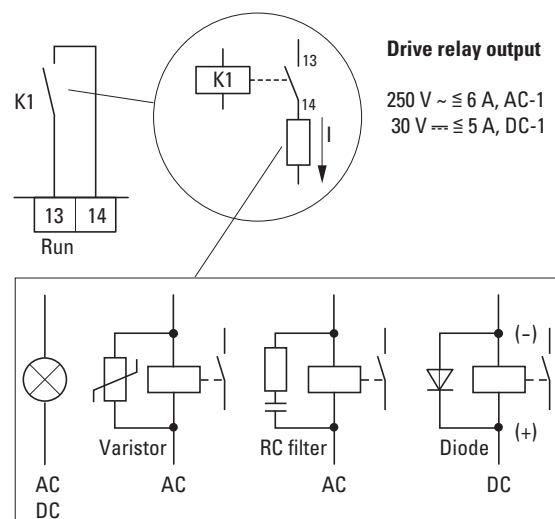 K1
13 14
Run
K1
13
14
I
Drive relay output
250 V ~ ≦ 6 A, AC-1
30 V ⎓ ≦ 5 A, DC-1
Varistor
RC filter
Diode
(–)
(+)
AC
DC
AC
AC
DC